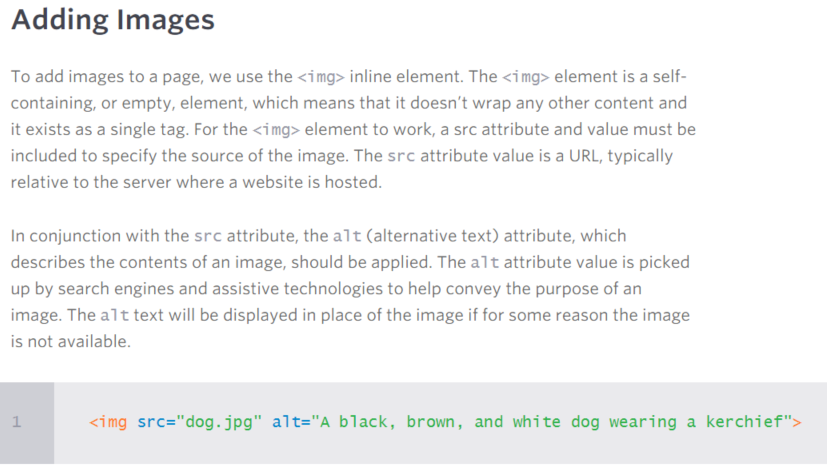 Adding Images
To add images to a page, we use the <img> inline element. The <img> element is a self-
containing, or empty, element, which means that it doesn’t wrap any other content and
it exists as a single tag. For the <img> element to work, a src attribute and value must be
included to specify the source of the image. The src attribute value is a URL, typically
relative to the server where a website is hosted.
In conjunction with the src attribute, the alt (alternative text) attribute, which
describes the contents of an image, should be applied. The alt attribute value is picked
up by search engines and assistive technologies to help convey the purpose of an
image. The alt text will be displayed in place of the image if for some reason the image
is not available.
1 <img src="dog.jpg" alt="A black, brown, and white dog wearing a kerchief">